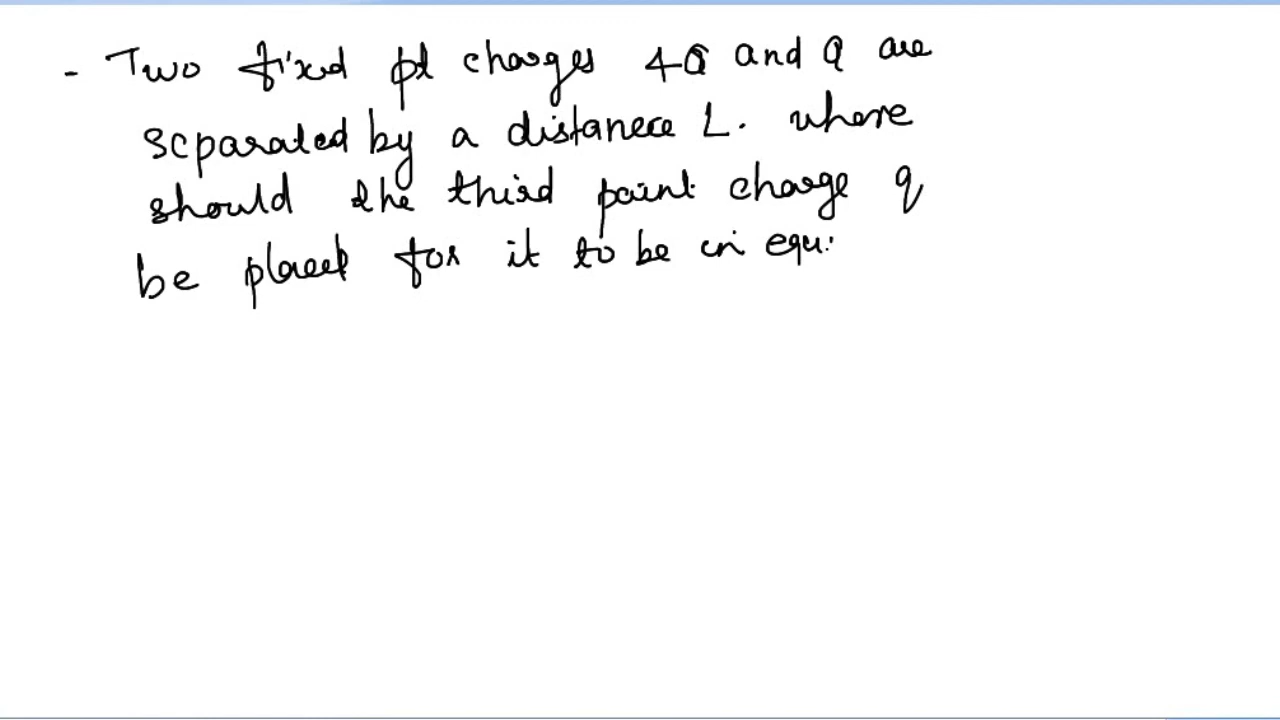 - Two fixed pt charges 4Q and Q are
separated by a distance L. where
should the third point charge q
be placed for it to be in equi